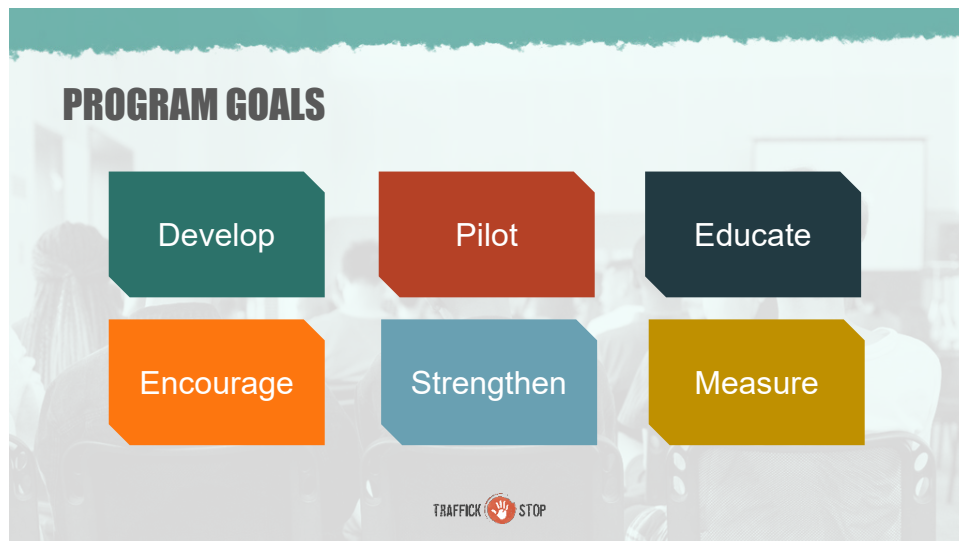 PROGRAM GOALS
Develop
Pilot
Educate
Encourage
Strengthen
Measure
TRAFFICK STOP